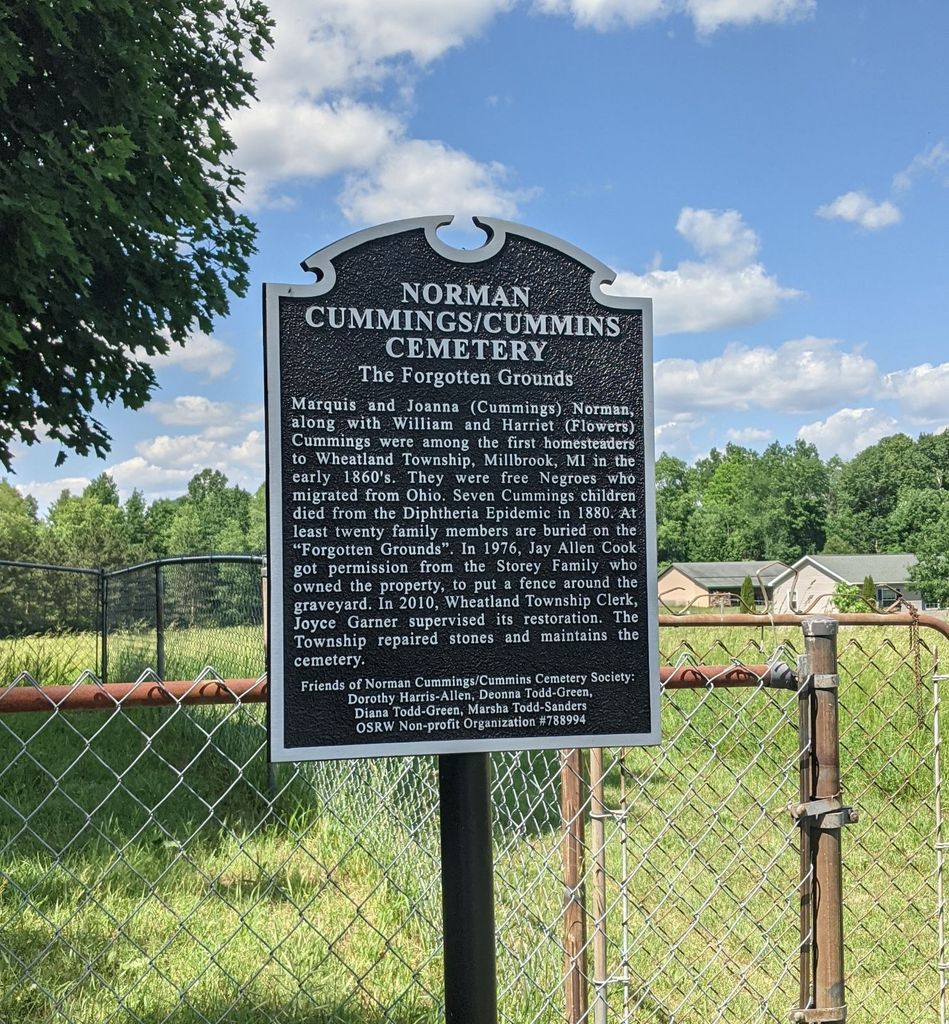 NORMAN
CUMMINGS/CUMMINS
CEMETERY
The Forgotten Grounds
Marquis and Joanna (Cummings) Norman,
along with William and Harriet (Flowers)
Cummings were among the first homesteaders
to Wheatland Township, Millbrook, MI in the
early 1860's. They were free Negroes who
migrated from Ohio. Seven Cummings children
died from the Diphtheria Epidemic in 1880. At
least twenty family members are buried on the
"Forgotten Grounds". In 1976, Jay Allen Cook
got permission from the Storey Family who
owned the property, to put a fence around the
graveyard. In 2010, Wheatland Township Clerk,
Joyce Garner supervised its restoration. The
Township repaired stones and maintains the
cemetery.
Friends of Norman Cummings/Cummins Cemetery Society:
Dorothy Harris-Allen, Deonna Todd-Green,
Diana Todd-Green, Marsha Todd-Sanders
OSRW Non-profit Organization #788994